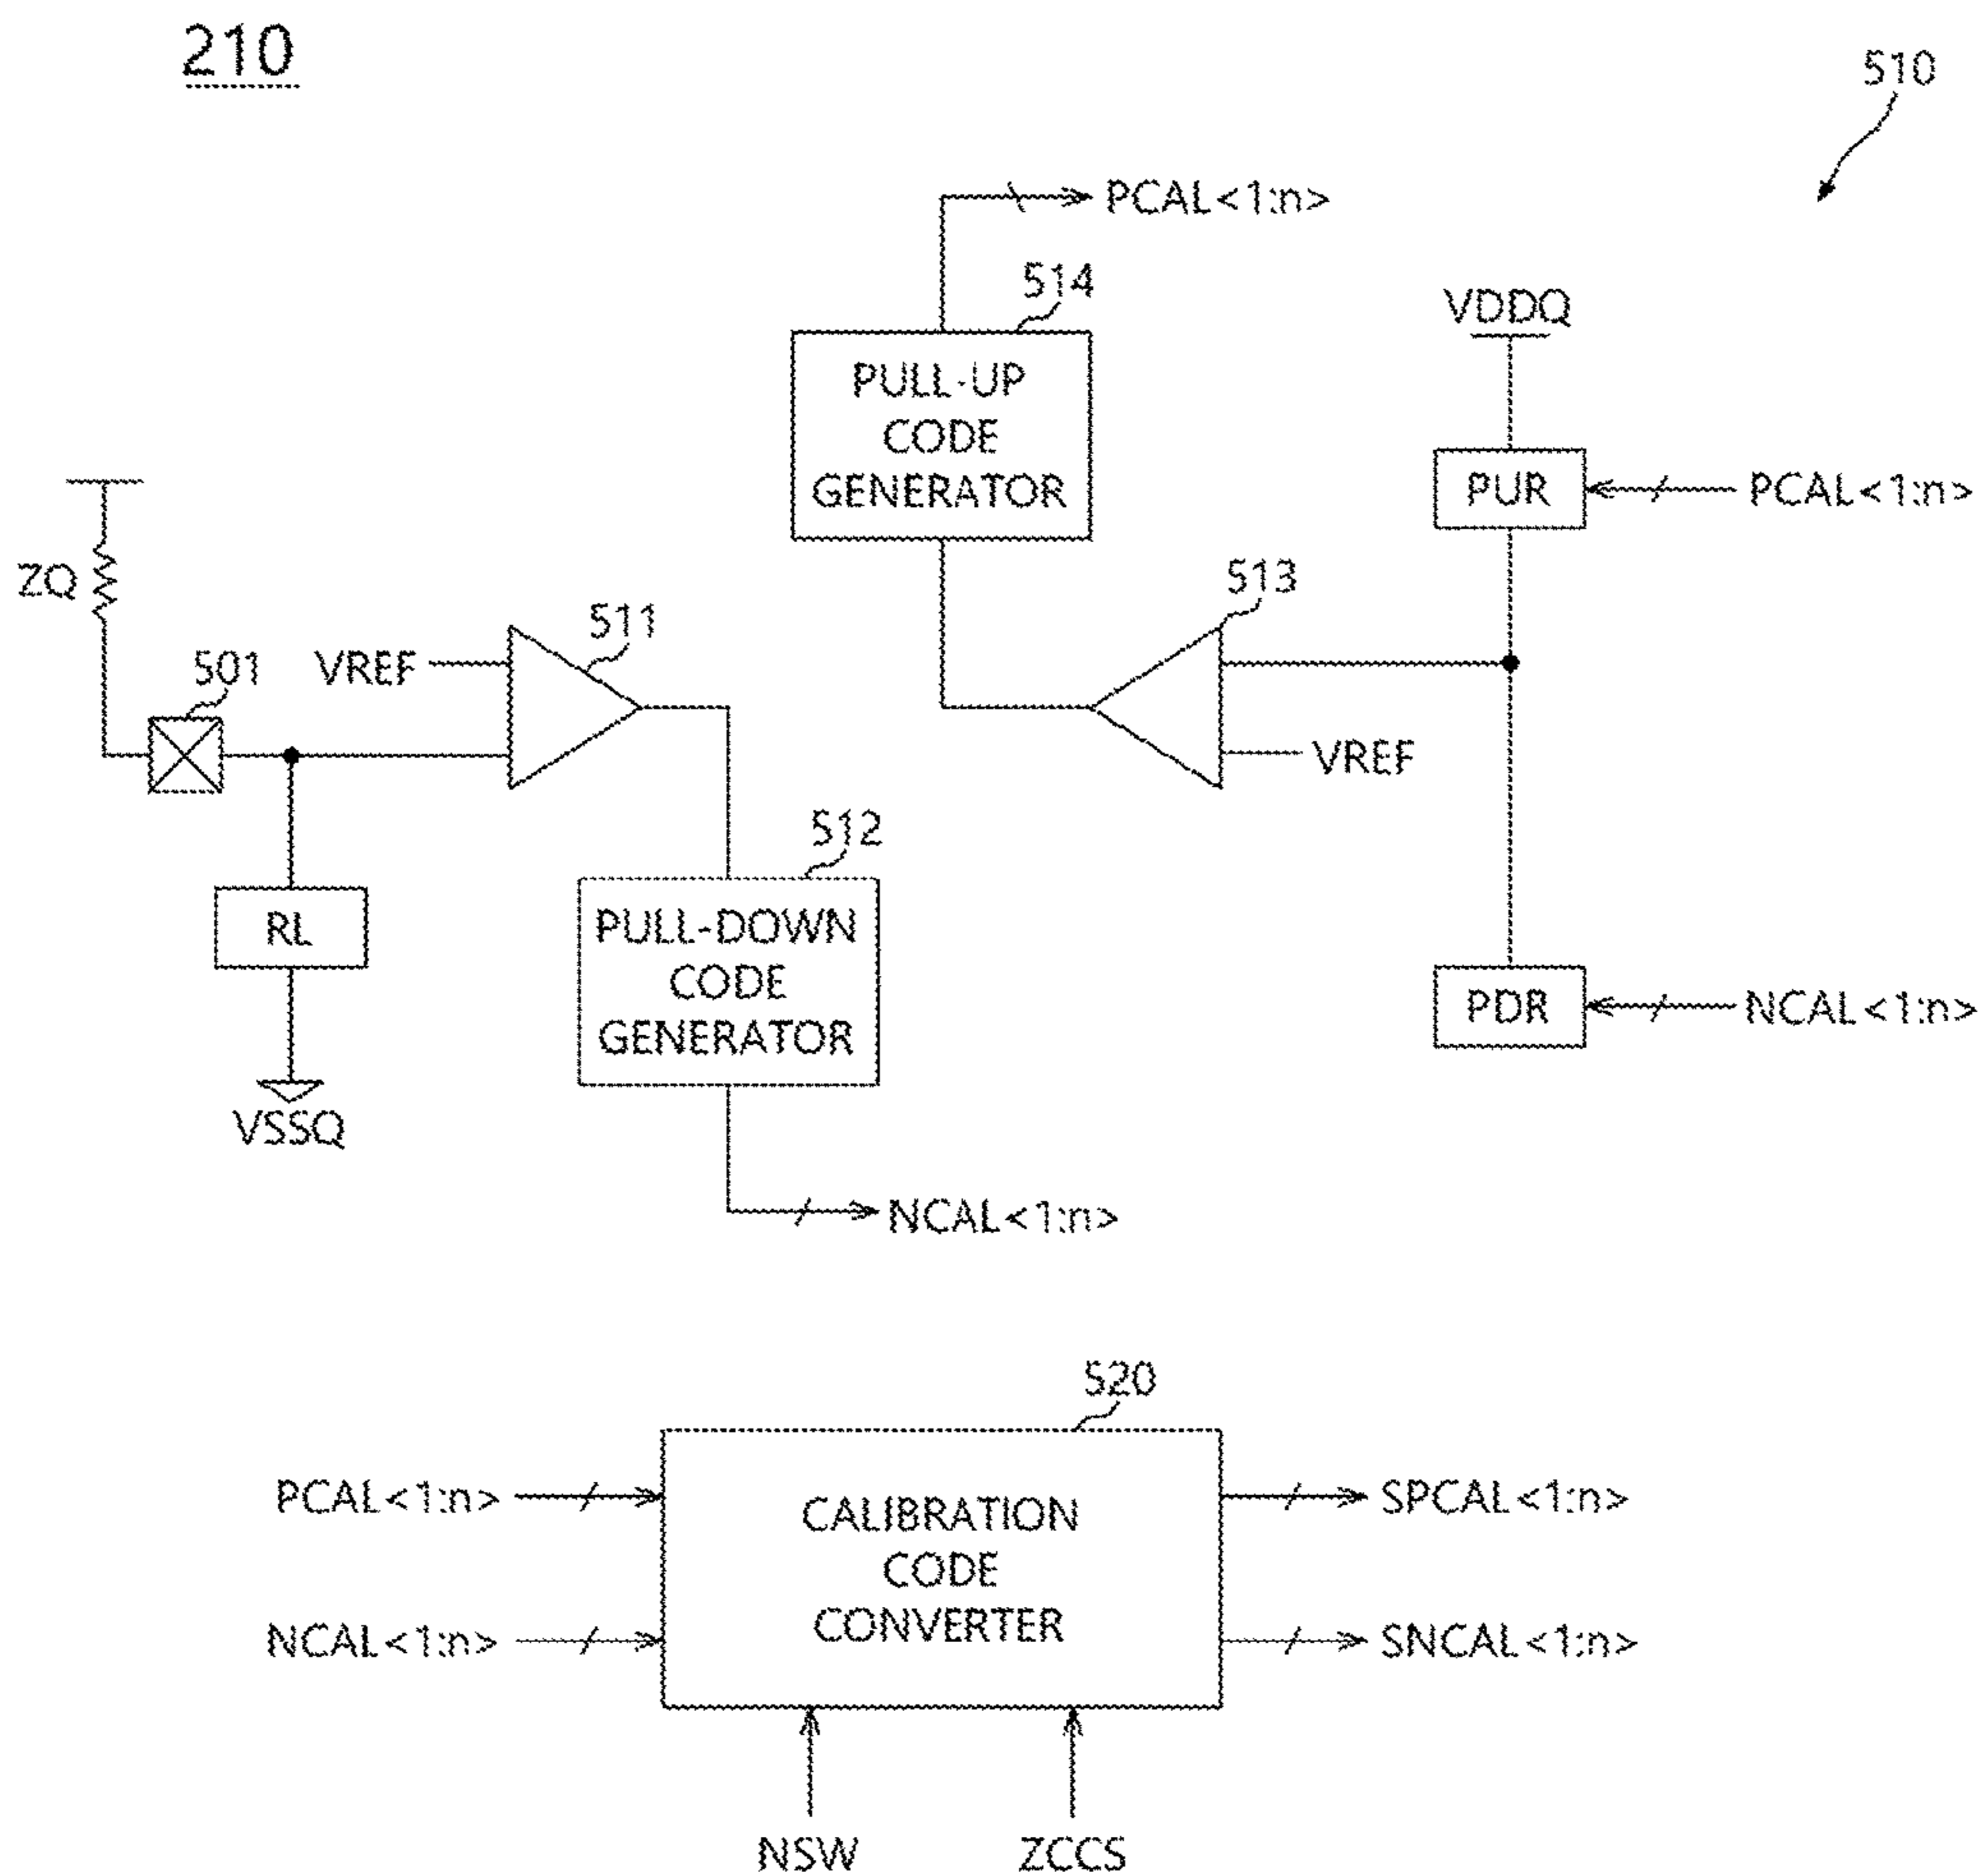 210
510
PCAL<1:n>
514
VDDQ
PULL-UP
CODE
GENERATOR
PUR
PCAL<1:n>
ZQ
513
511
501
VREF
VREF
512
RL
PULL-DOWN
CODE
GENERATOR
PDR
NCAL<1:n>
VSSQ
NCAL<1:n>
520
PCAL<1:n>
CALIBRATION
CODE
CONVERTER
SPCAL<1:n>
NCAL<1:n>
SNCAL<1:n>
NSW
ZCCS